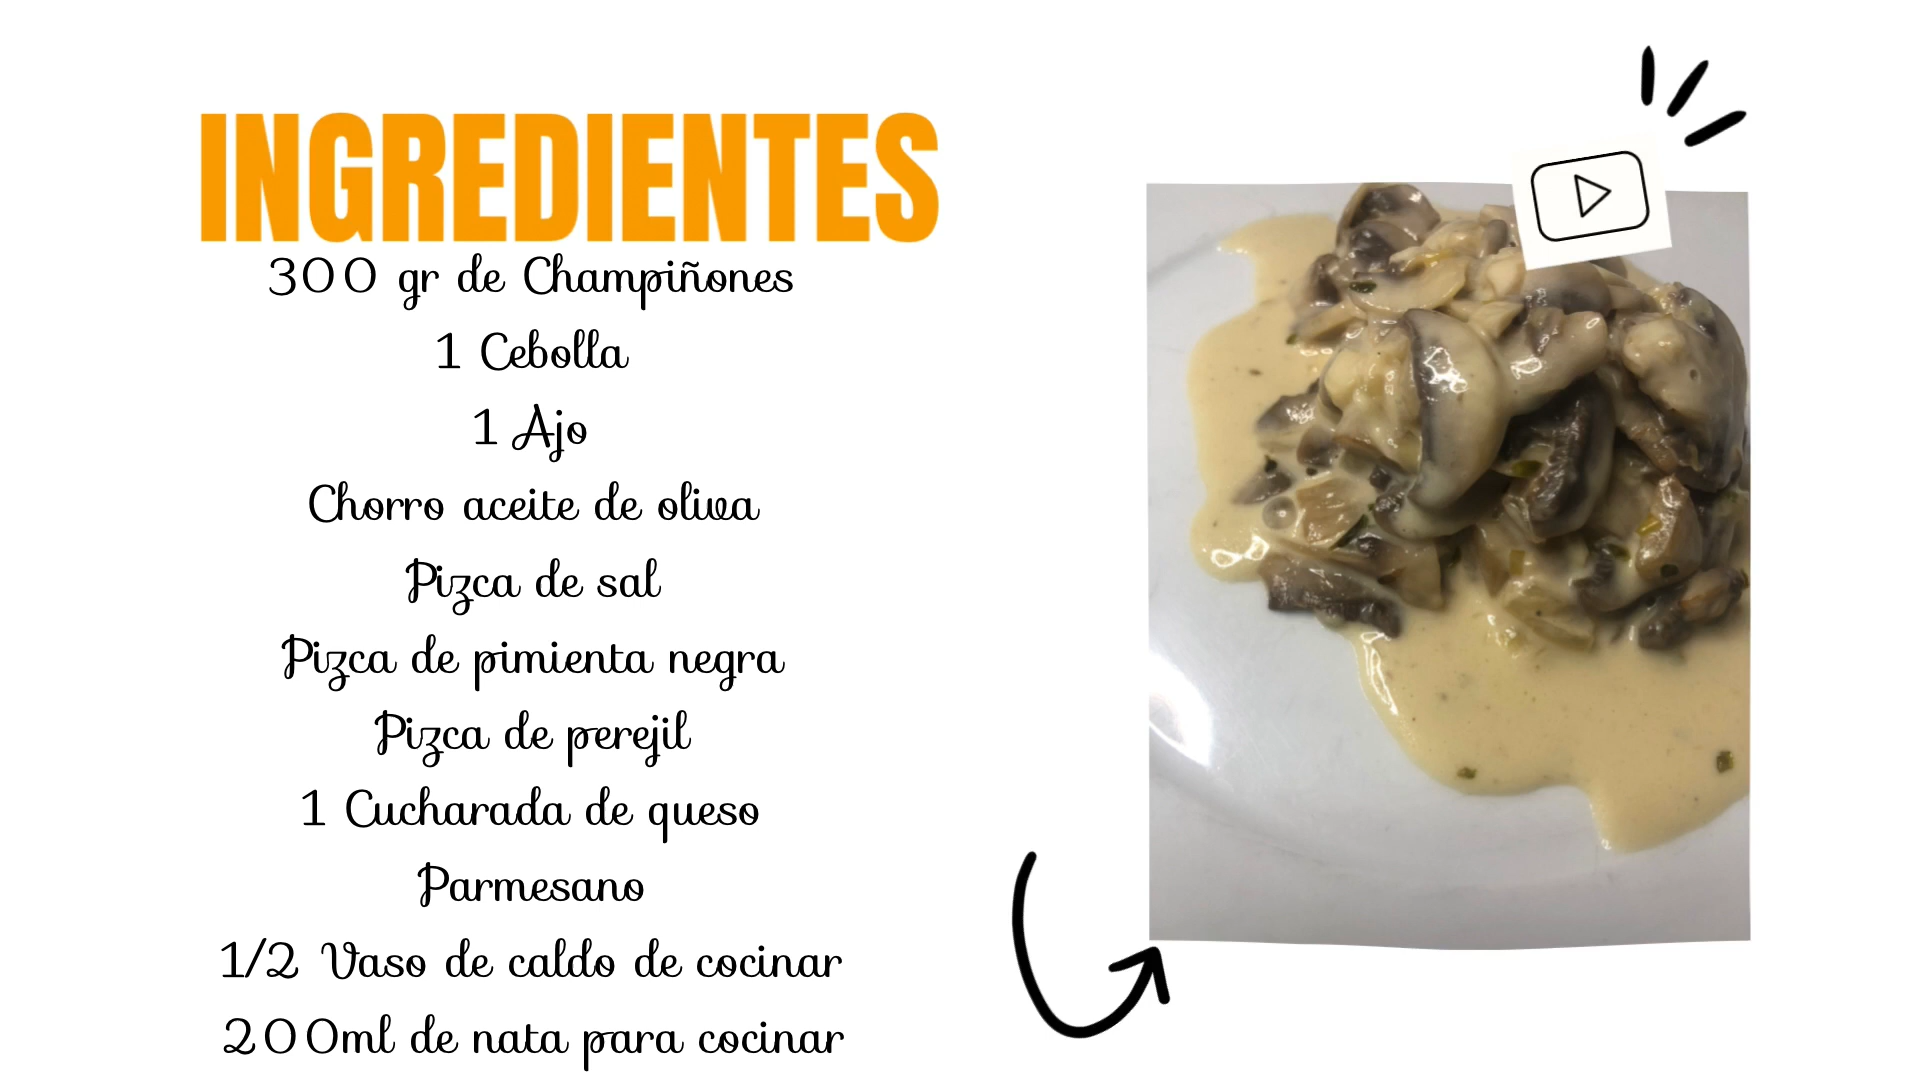 INGREDIENTES
300 gr de Champiñones
1 Cebolla
1 Ajo
Chorro aceite de oliva
Pizca de sal
Pizca de pimienta negra
Pizca de perejil
1 Cucharada de queso
Parmesano
1/2 Vaso de caldo de cocinar
200ml de nata para cocinar